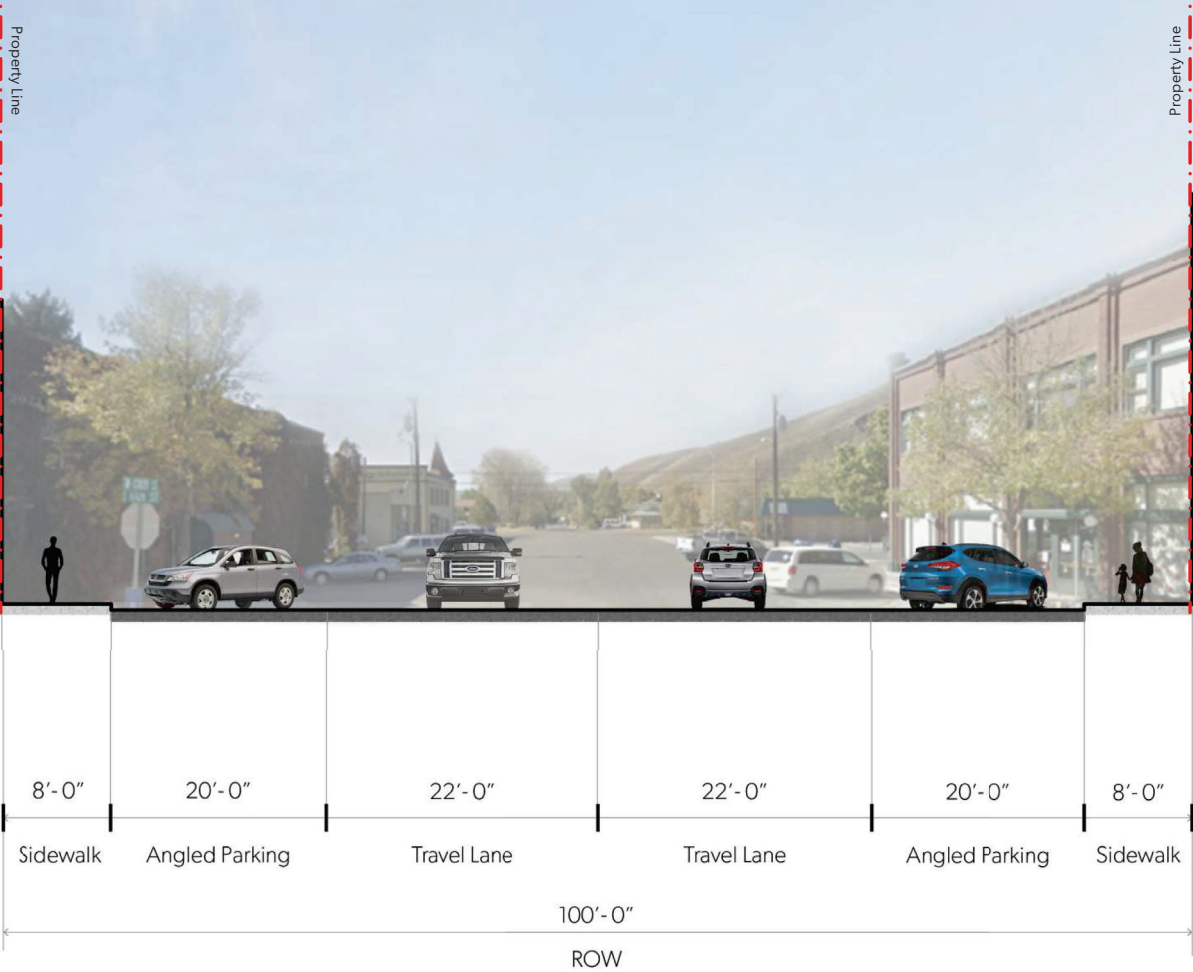 Property Line
Property Line
8'-0" 20'-0" 22'-0" 22'-0" 20'-0" 8'-0"
Sidewalk Angled Parking Travel Lane Travel Lane Angled Parking Sidewalk
100'-0"
ROW